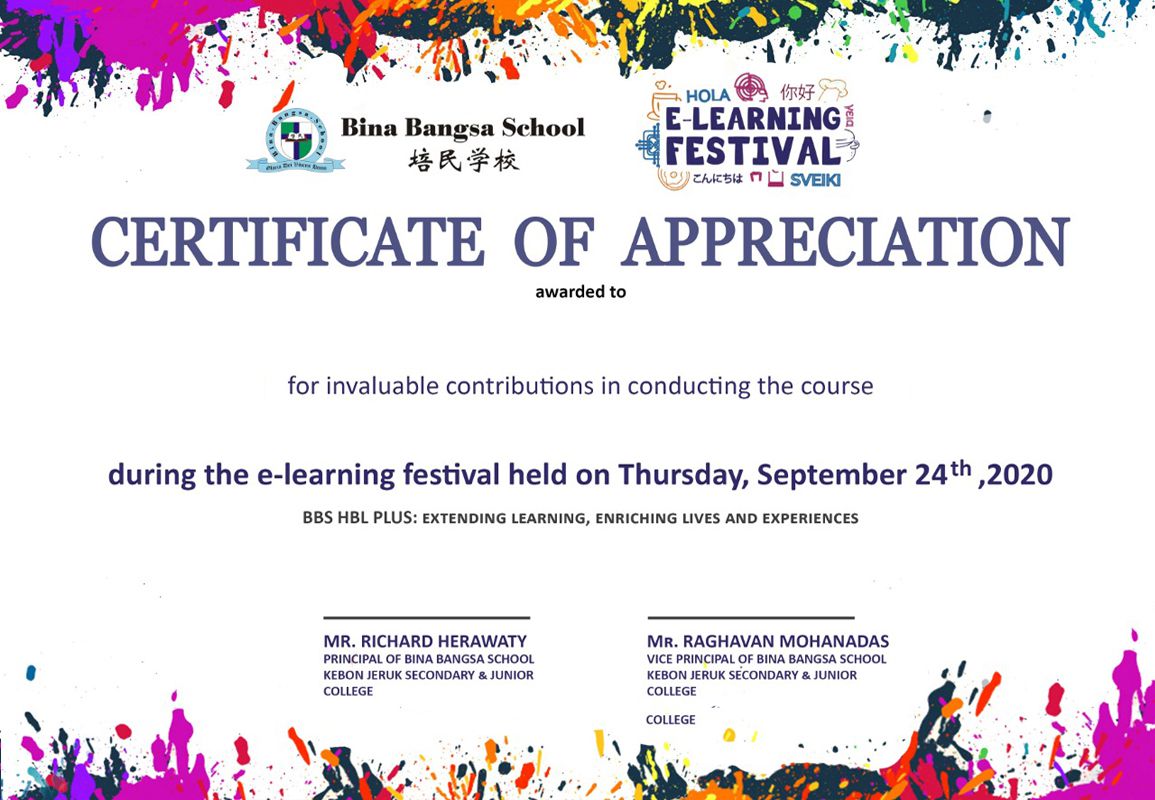 Bina Bangsa School
Bina Bangsa School
培民学校
HOLA 你好
E-LEARNING
FESTIVAL
こんにちは
SVEIKI
CERTIFICATE OF APPRECIATION
awarded to
for invaluable contributions in conducting the course
during the e-learning festival held on Thursday, September 24th ,2020
BBS HBL PLUS: EXTENDING LEARNING, ENRICHING LIVES AND EXPERIENCES
MR. RICHARD HERAWATY
PRINCIPAL OF BINA BANGSA SCHOOL
KEBON JERUK SECONDARY & JUNIOR
COLLEGE
MR. RAGHAVAN MOHANADAS
VICE PRINCIPAL OF BINA BANGSA SCHOOL
KEBON JERUK SECONDARY & JUNIOR
COLLEGE
COLLEGE